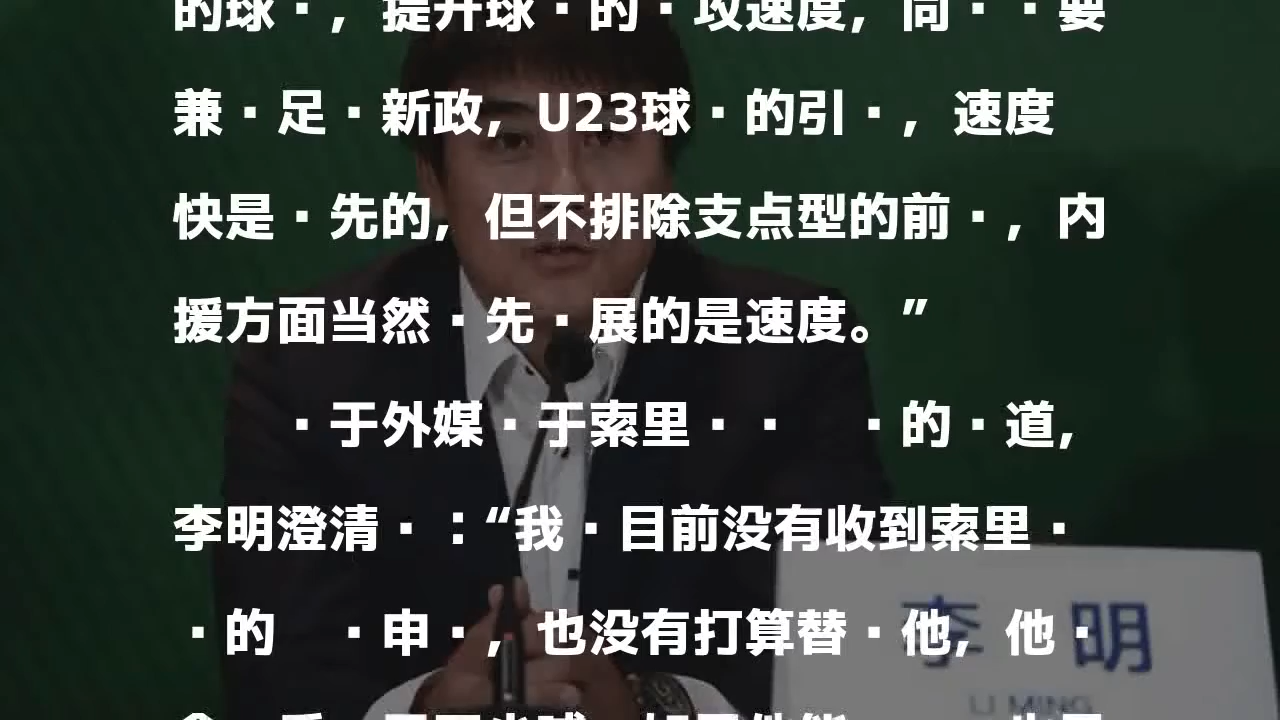 的球·，提升球·的·攻速度，同··要
兼·足·新政，U23球·的引·，速度
快是·先的，但不排除支点型的前·，内
援方面当然·先·展的是速度。”
·于外媒·于索里·· ·的·道，
李明澄清·：“我·目前没有收到索里·
·的 ·申·，也没有打算替·他，他·
李 明
LI MING